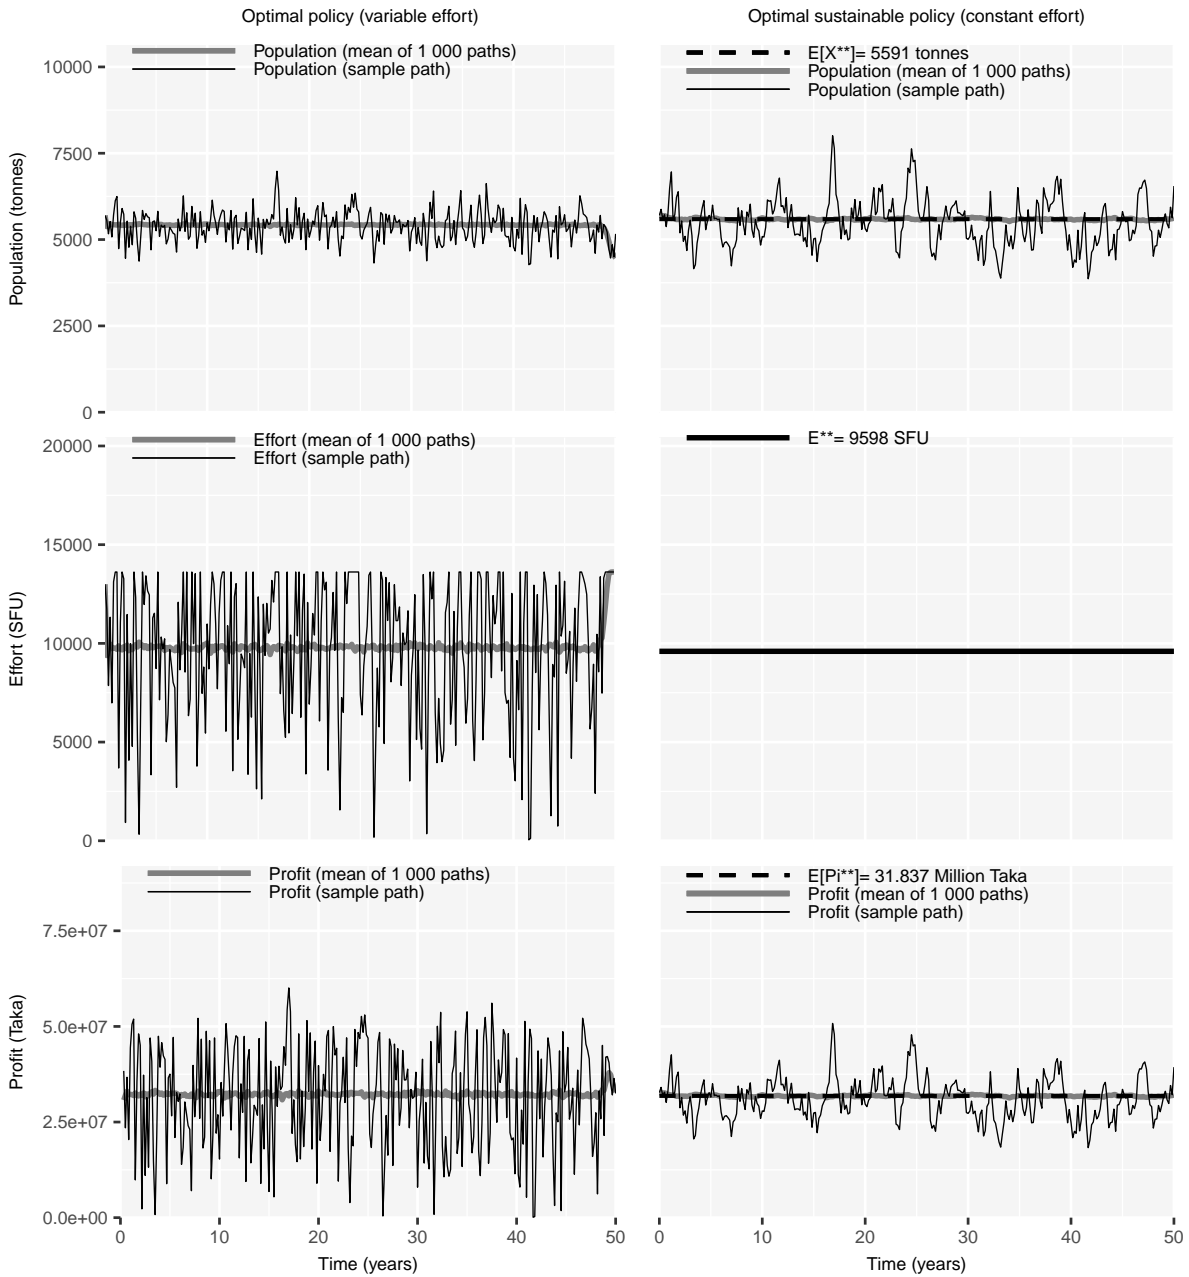 Optimal policy (variable effort)
Optimal sustainable policy (constant effort)
Population (mean of 1 000 paths)
Population (sample path)
10000
7500
5000
2500
0
Population (tonnes)
E[X**]= 5591 tonnes
Population (mean of 1 000 paths)
Population (sample path)
Effort (mean of 1 000 paths)
Effort (sample path)
20000
15000
10000
5000
0
Effort (SFU)
E**= 9598 SFU
Profit (mean of 1 000 paths)
Profit (sample path)
7.5e+07
5.0e+07
2.5e+07
0.0e+00
Profit (Taka)
0 10 20 30 40 50
Time (years)
E[Pi**]= 31.837 Million Taka
Profit (mean of 1 000 paths)
Profit (sample path)
0 10 20 30 40 50
Time (years)